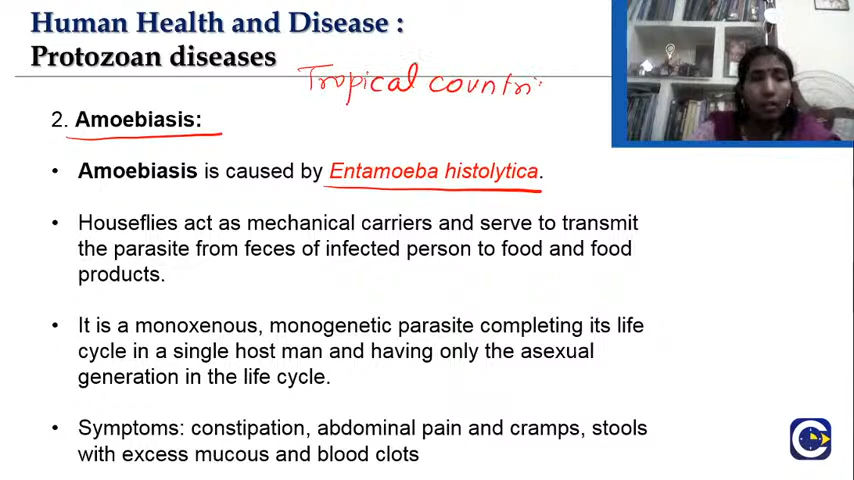 Human Health and Disease :
Protozoan diseases
Tropical countri
2. Amoebiasis:
• Amoebiasis is caused by Entamoeba histolytica.
• Houseflies act as mechanical carriers and serve to transmit
the parasite from feces of infected person to food and food
products.
• It is a monoxenous, monogenetic parasite completing its life
cycle in a single host man and having only the asexual
generation in the life cycle.
• Symptoms: constipation, abdominal pain and cramps, stools
with excess mucous and blood clots